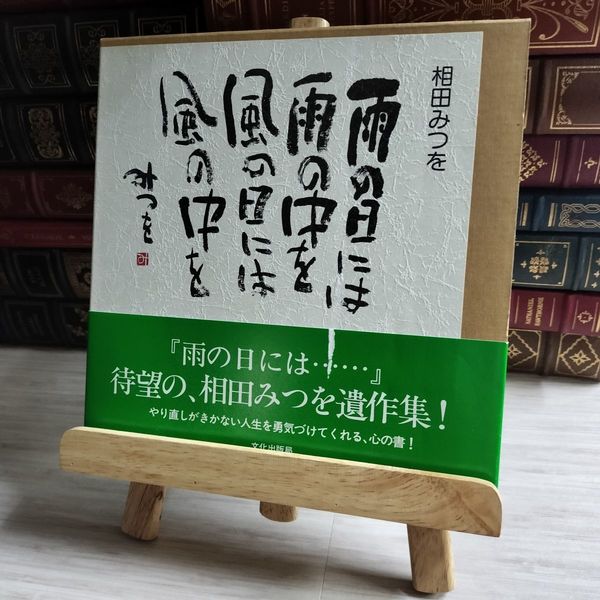 相田みつを
雨の日には
雨の中を
風の日には
風の中を
みつを
『雨の日には……』
待望の、相田みつを遺作集！
やり直しがきかない人生を勇気づけてくれる、心の書！
文化出版局
NATHANIEL
HAWTHORNE